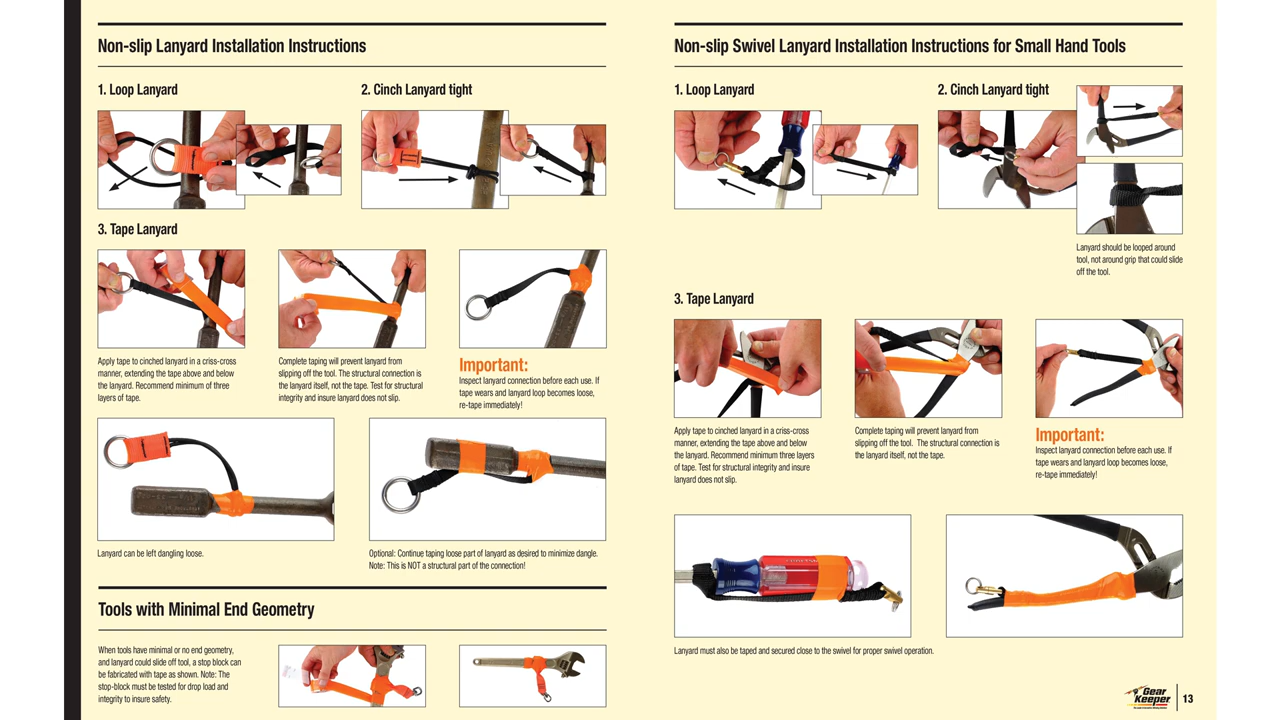 Non-slip Lanyard Installation Instructions
1. Loop Lanyard
2. Cinch Lanyard tight
3. Tape Lanyard
Apply tape to cinched lanyard in a criss-cross
manner, extending the tape above and below
the lanyard. Recommend minimum of three
layers of tape.
Complete taping will prevent lanyard from
slipping off the tool. The structural connection is
the lanyard itself, not the tape. Test for structural
integrity and insure lanyard does not slip.
Important:
Inspect lanyard connection before each use. If
tape wears and lanyard loop becomes loose,
re-tape immediately!
Lanyard can be left dangling loose.
Optional: Continue taping loose part of lanyard as desired to minimize dangle.
Note: This is NOT a structural part of the connection!
Tools with Minimal End Geometry
When tools have minimal or no end geometry,
and lanyard could slide off tool, a stop block can
be fabricated with tape as shown. Note: The
stop-block must be tested for drop load and
integrity to insure safety.
Non-slip Swivel Lanyard Installation Instructions for Small Hand Tools
1. Loop Lanyard
2. Cinch Lanyard tight
Lanyard should be looped around
tool, not around grip that could slide
off the tool.
3. Tape Lanyard
Apply tape to cinched lanyard in a criss-cross
manner, extending the tape above and below
the lanyard. Recommend minimum three layers
of tape. Test for structural integrity and insure
lanyard does not slip.
Complete taping will prevent lanyard from
slipping off the tool.  The structural connection is
the lanyard itself, not the tape.
Important:
Inspect lanyard connection before each use. If
tape wears and lanyard loop becomes loose,
re-tape immediately!
Lanyard must also be taped and secured close to the swivel for proper swivel operation.
Gear
Keeper
13